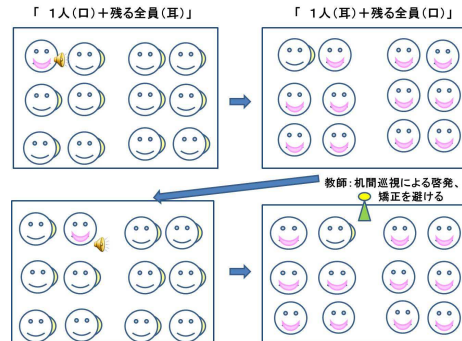 「 １人（口）＋残る全員（耳）」
「 １人（耳）＋残る全員（口）」
教師：机間巡視による啓発、
矯正を避ける